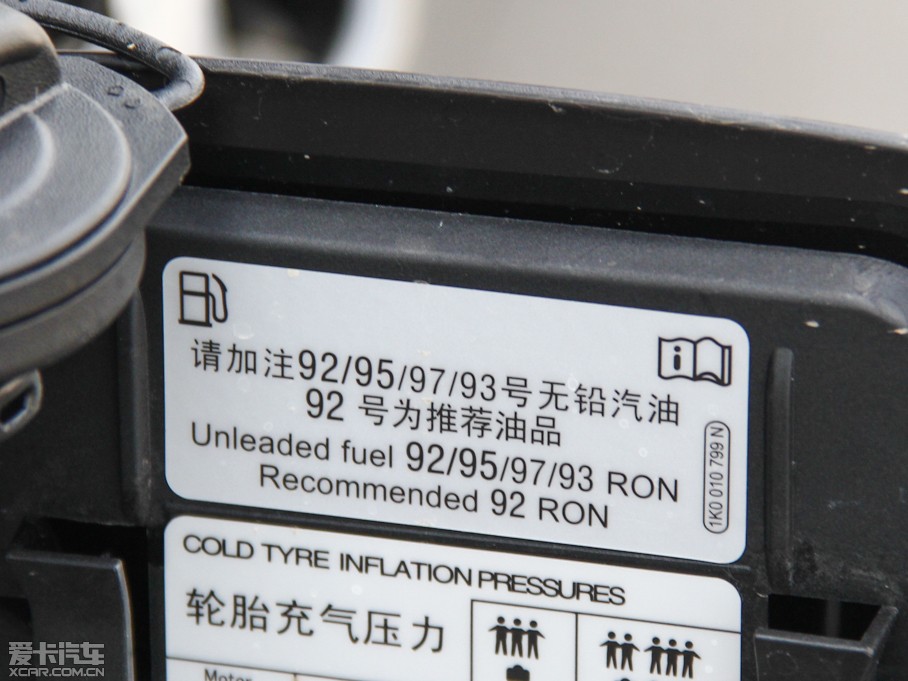 请加注92/95/97/93号无铅汽油
92 号为推荐油品
Unleaded fuel 92/95/97/93 RON
Recommended 92 RON
1K0 010 799 N
COLD TYRE INFLATION PRESSURES
轮胎充气压力
Motor
爱卡汽车
XCAR.COM.CN